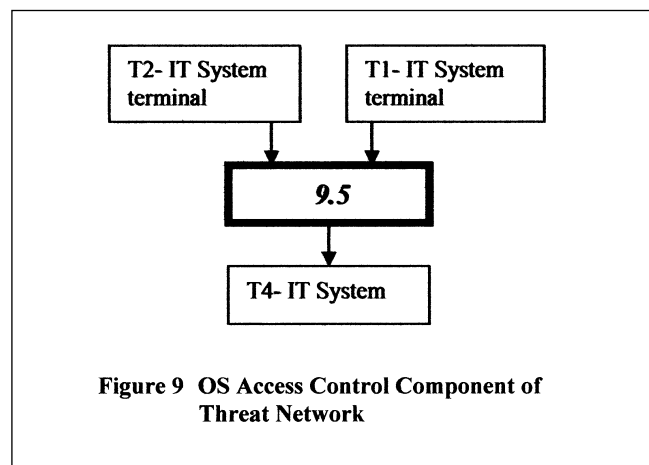 T2- IT System
terminal
T1- IT System
terminal
9.5
T4- IT System
Figure 9 OS Access Control Component of
Threat Network